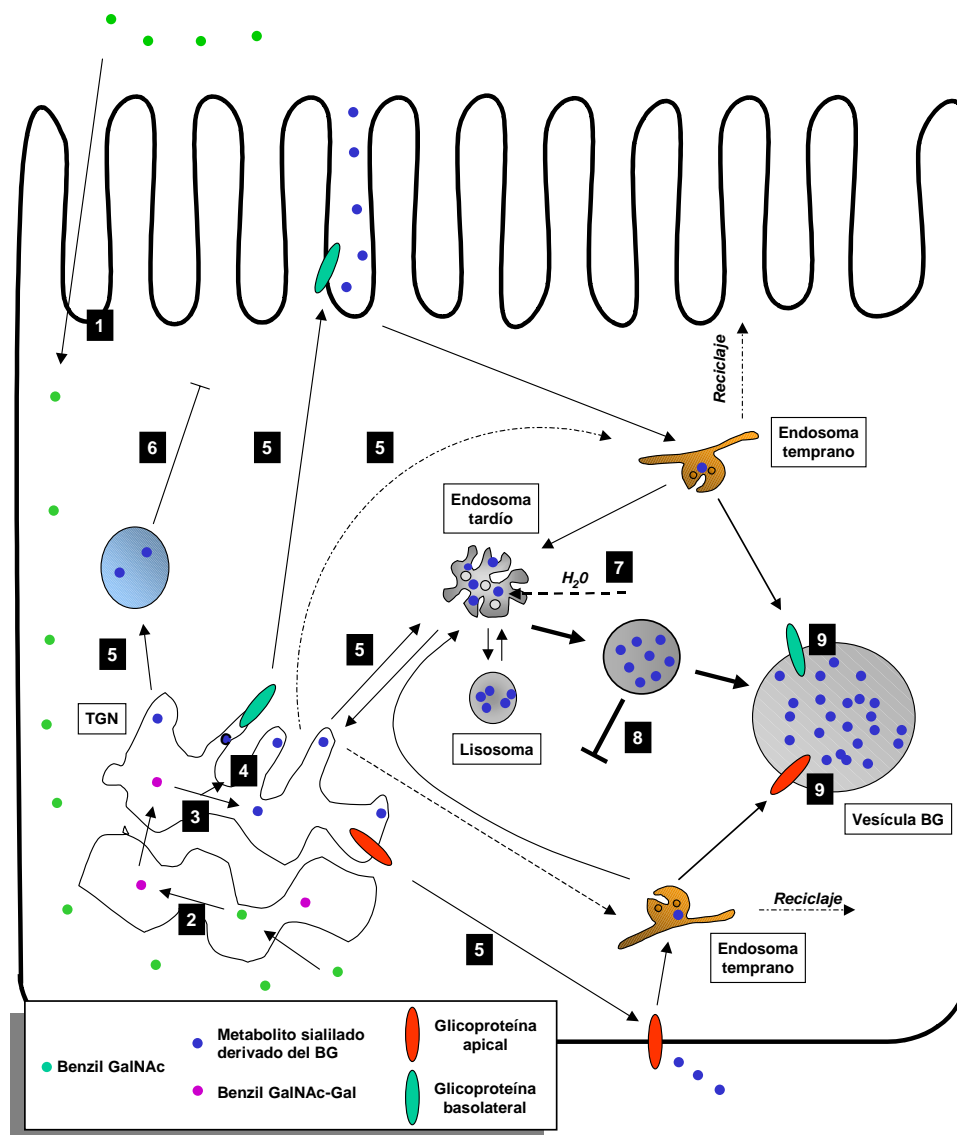 1
Reciclaje
6
5
5
Endosoma
temprano
Endosoma
tardío
7
H20
5
5
9
TGN
Lisosoma
8
4
3
9
Vesícula BG
2
Reciclaje
5
Endosoma
temprano
Benzil GalNAc
Metabolito sialilado
derivado del BG
Benzil GalNAc-Gal
Glicoproteína
apical
Glicoproteína
basolateral